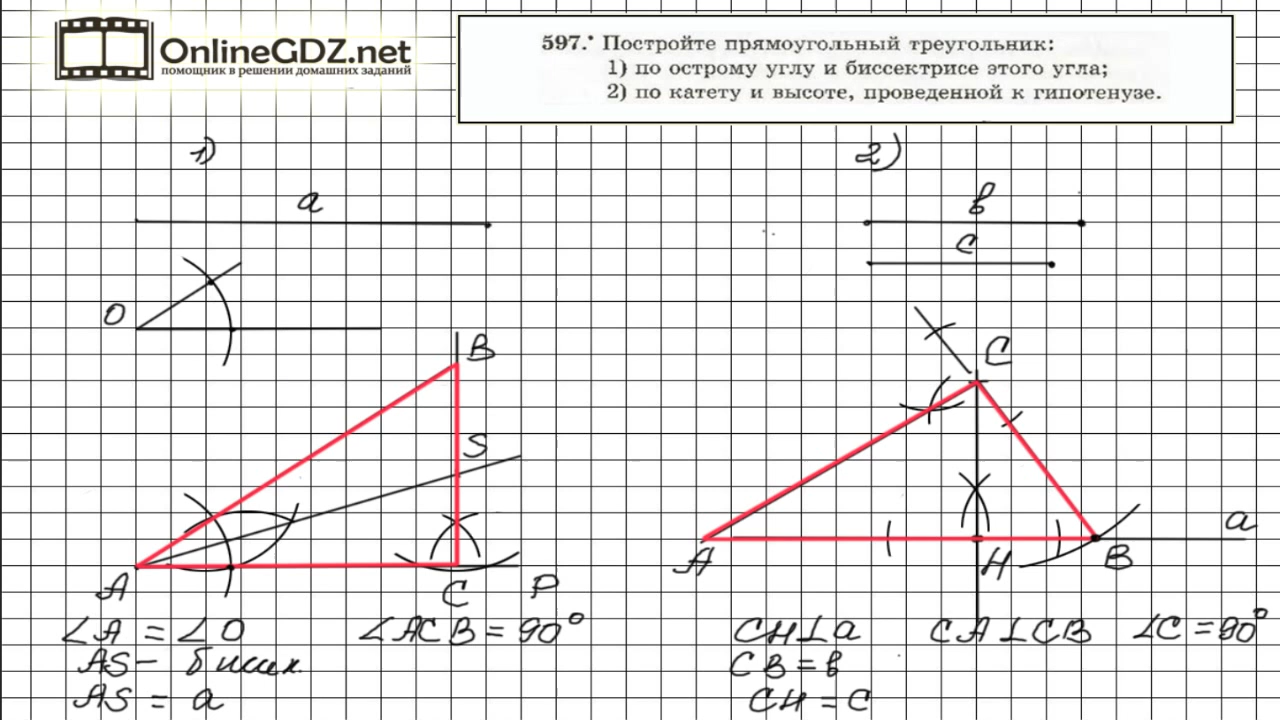 OnlineGDZ.net
помощник в решении домашних заданий
597.• Постройте прямоугольный треугольник:
1) по острому углу и биссектрисе этого угла;
2) по катету и высоте, проведенной к гипотенузе.
1)
a
O
B
S
A
C
P
∠A = ∠O
∠ACB = 90°
AS – биссек.
AS = a
2)
b
c
C
a
A
H
B
CH⊥a
CA⊥CB
∠C = 90°
CB = b
CH = c